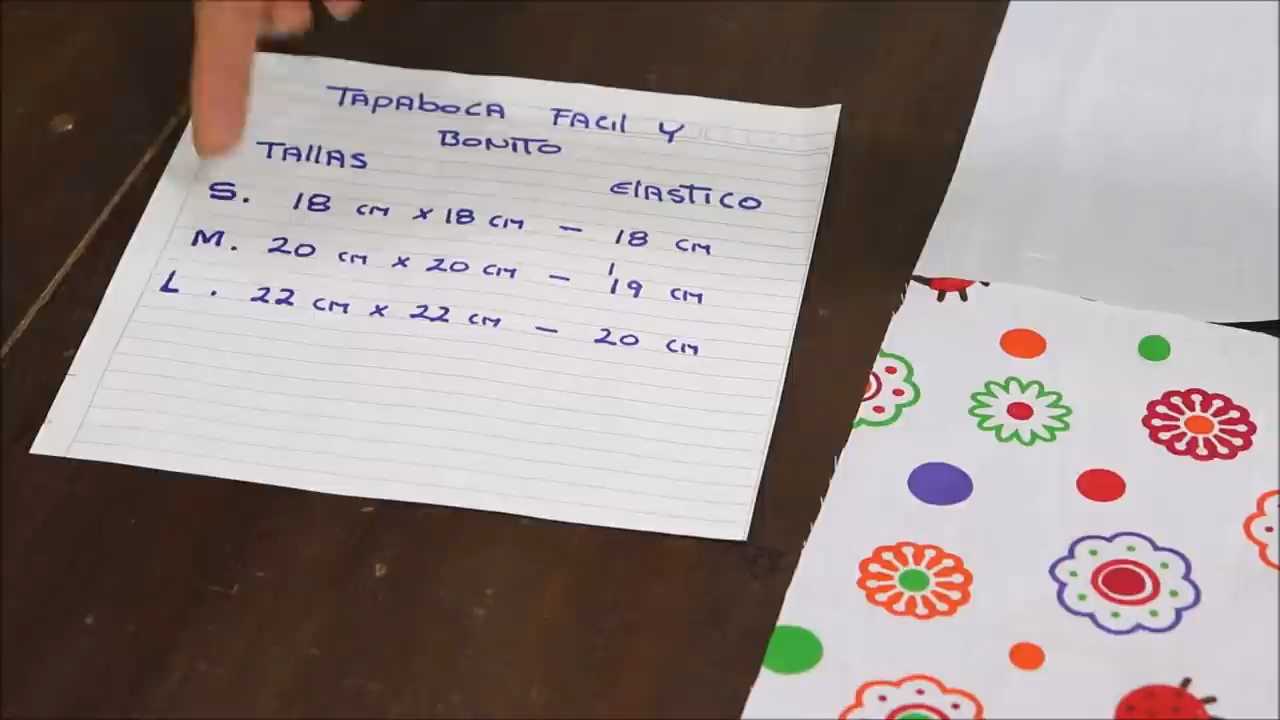 TAPABOCA FACIL Y
BONITO
TALLAS
ELASTICO
S. 18 CM x 18 CM - 18 CM
M. 20 CM x 20 CM - 19 CM
L. 22 CM x 22 CM - 20 CM